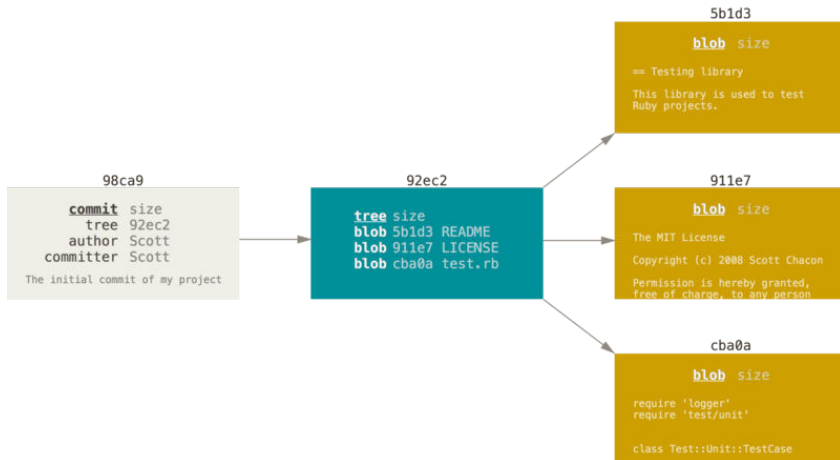 98ca9
commit size
tree 92ec2
author Scott
committer Scott
The initial commit of my project
92ec2
tree size
blob 5b1d3 README
blob 911e7 LICENSE
blob cba0a test.rb
5b1d3
blob size
== Testing library
This library is used to test
Ruby projects.
911e7
blob size
The MIT License
Copyright (c) 2008 Scott Chacon
Permission is hereby granted,
free of charge, to any person
cba0a
blob size
require 'logger'
require 'test/unit'
class Test::Unit::TestCase